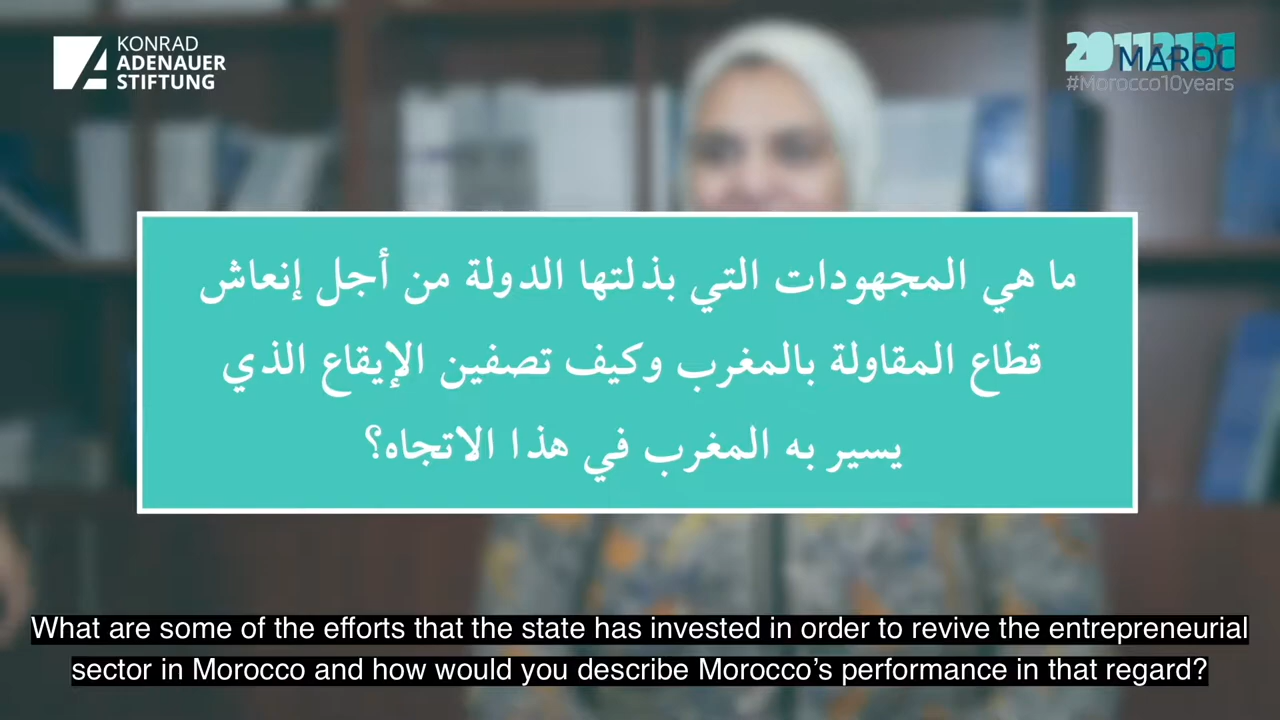 KONRAD
ADENAUER
STIFTUNG
MAROC
#Morocco10years
ما هي المجهودات التي بذلتها الدولة من أجل إنعاش
قطاع المقاولة بالمغرب وكيف تصفين الإيقاع الذي
يسير به المغرب في هذا الاتجاه؟
What are some of the efforts that the state has invested in order to revive the entrepreneurial
sector in Morocco and how would you describe Morocco’s performance in that regard?